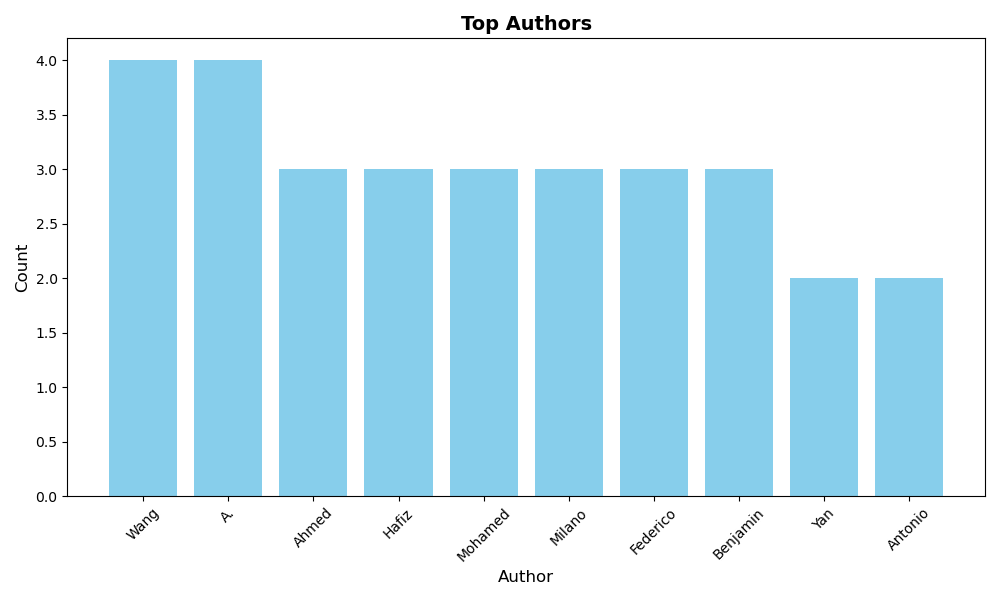 Top Authors
4.0
3.5
3.0
2.5
2.0
1.5
1.0
0.5
0.0
Count
Wang
A.
Ahmed
Hafiz
Mohamed
Milano
Federico
Benjamin
Yan
Antonio
Author